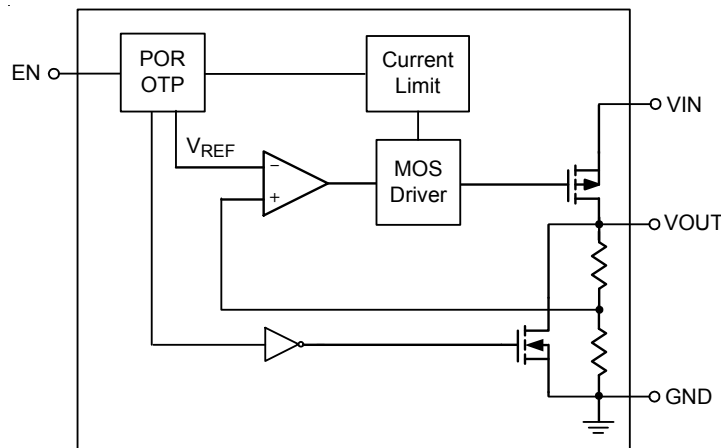 EN
POR
OTP
Current
Limit
VIN
VREF
−
+
MOS
Driver
VOUT
GND